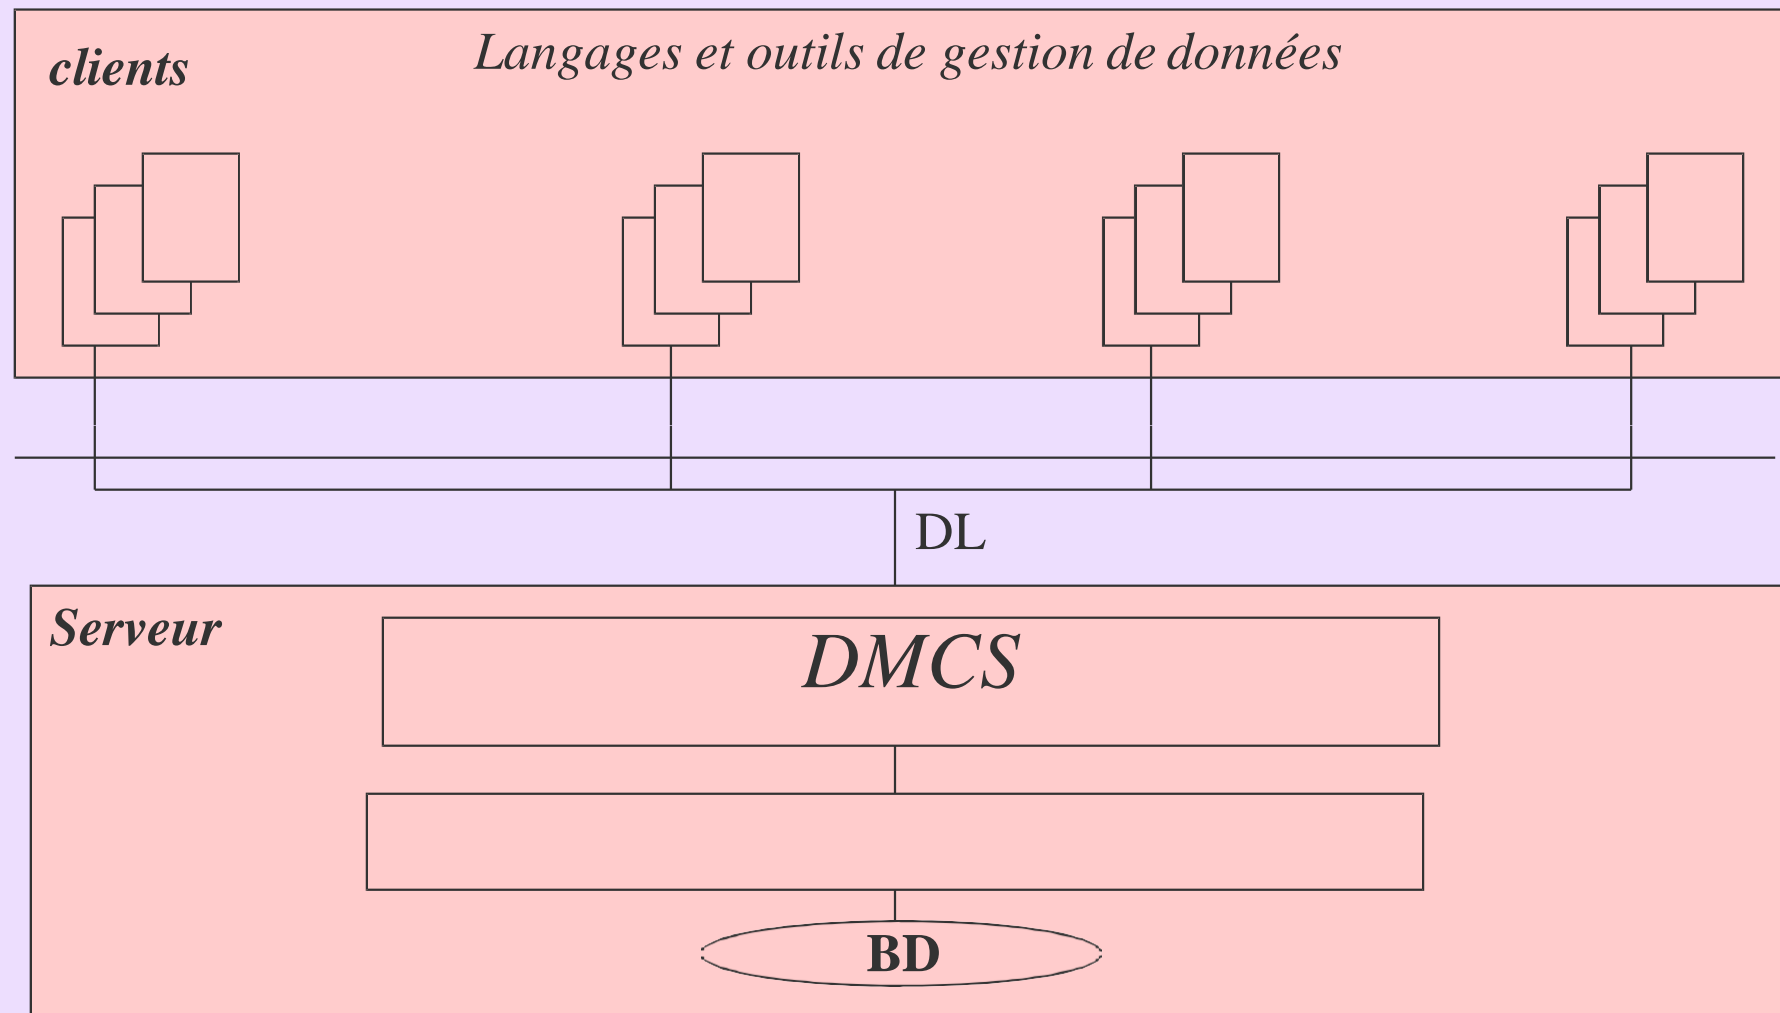 clients
Langages et outils de gestion de données
DL
Serveur
DMCS
BD